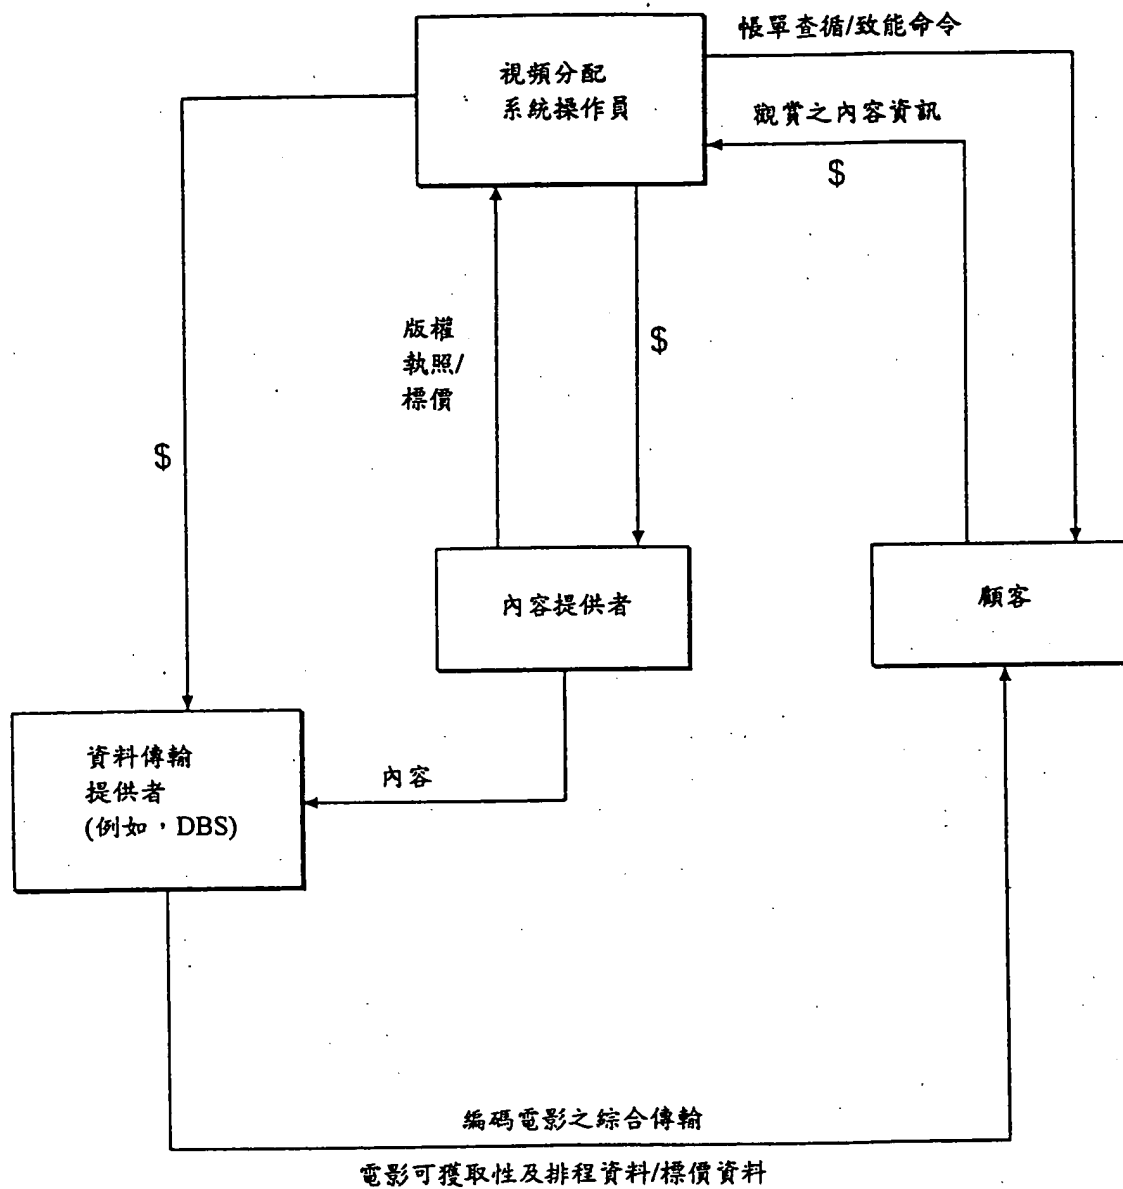 帳單查循/致能命令
視頻分配
系統操作員
觀賞之內容資訊
$
版權
執照/
標價
$
$
內容提供者
顧客
資料傳輸
提供者
(例如，DBS)
內容
編碼電影之綜合傳輸
電影可獲取性及排程資料/標價資料